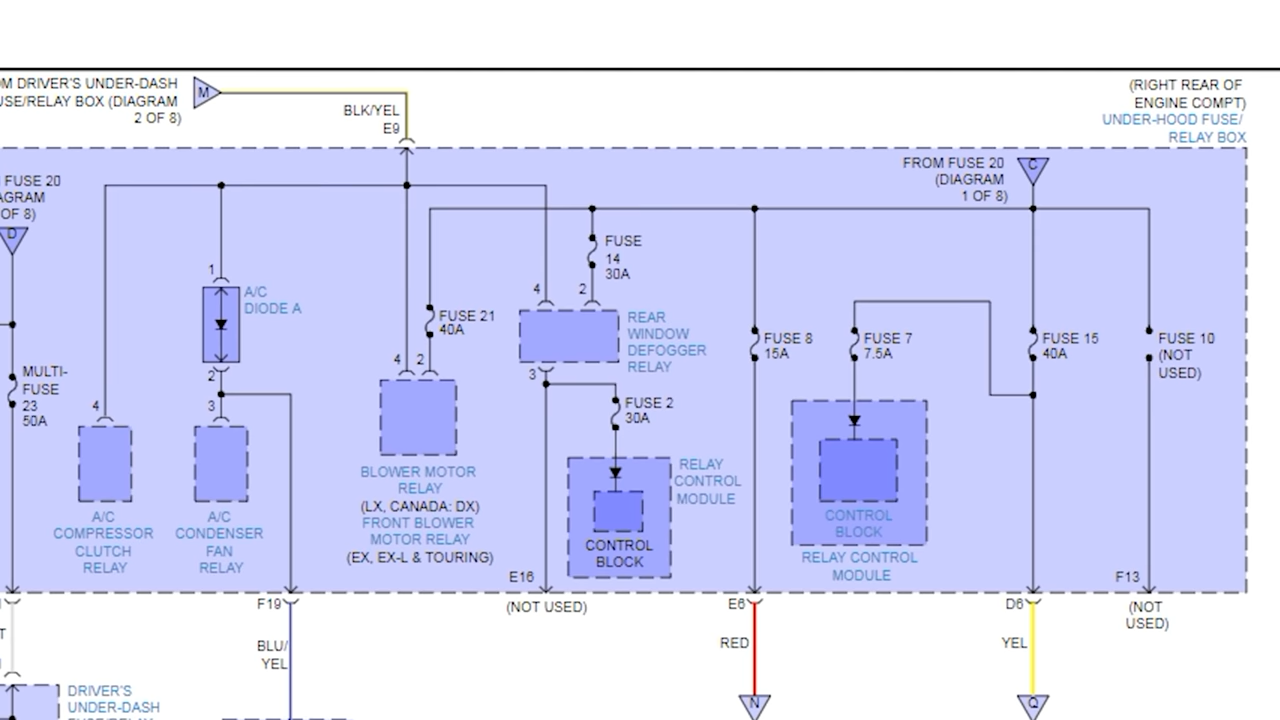 DRIVER'S UNDER-DASH
BOX (DIAGRAM
2 OF 8)
M
BLK/YEL
E9
(RIGHT REAR OF
ENGINE COMPT)
UNDER-HOOD FUSE/
RELAY BOX
FUSE 20
OF 8)
D
FROM FUSE 20
(DIAGRAM
1 OF 8)
C
1
A/C
DIODE A
2
3
4
FUSE 21
40A
4
2
FUSE
14
30A
4
2
REAR
WINDOW
DEFOGGER
RELAY
3
FUSE 2
30A
FUSE 8
15A
FUSE 7
7.5A
FUSE 15
40A
FUSE 10
(NOT
USED)
MULTI-
FUSE
23
50A
A/C
COMPRESSOR
CLUTCH
RELAY
A/C
CONDENSER
FAN
RELAY
BLOWER MOTOR
RELAY
(LX, CANADA: DX)
FRONT BLOWER
MOTOR RELAY
(EX, EX-L & TOURING)
RELAY
CONTROL
MODULE
CONTROL
BLOCK
CONTROL
BLOCK
RELAY CONTROL
MODULE
F19
E16
(NOT USED)
E6
D6
F13
(NOT
USED)
BLU/
YEL
RED
YEL
N
Q
DRIVER'S
UNDER-DASH